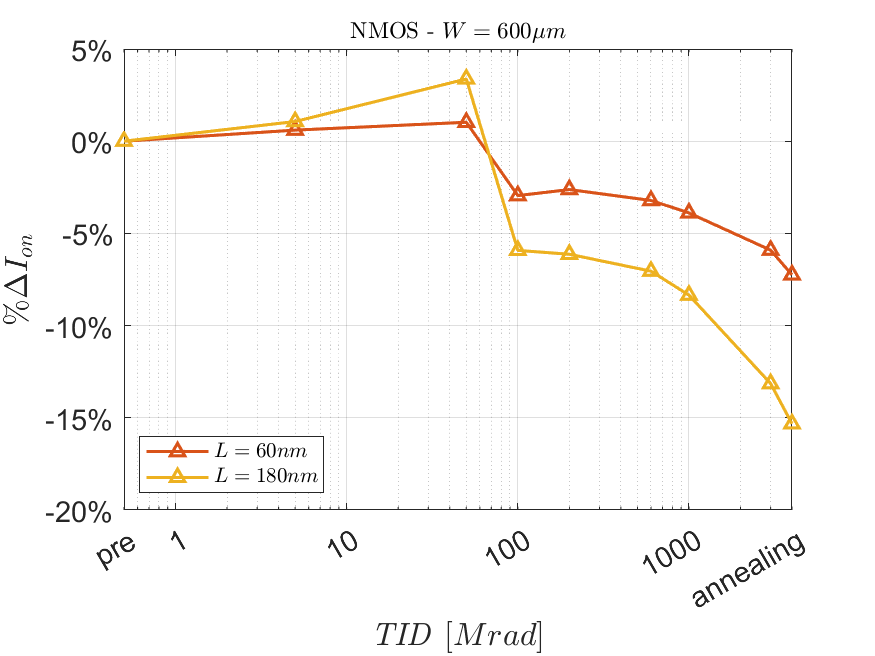 NMOS - W = 600μm
5%
0%
-5%
-10%
-15%
-20%
%ΔI_on
L = 60nm
L = 180nm
pre 1 10 100 1000 annealing
TID [Mrad]